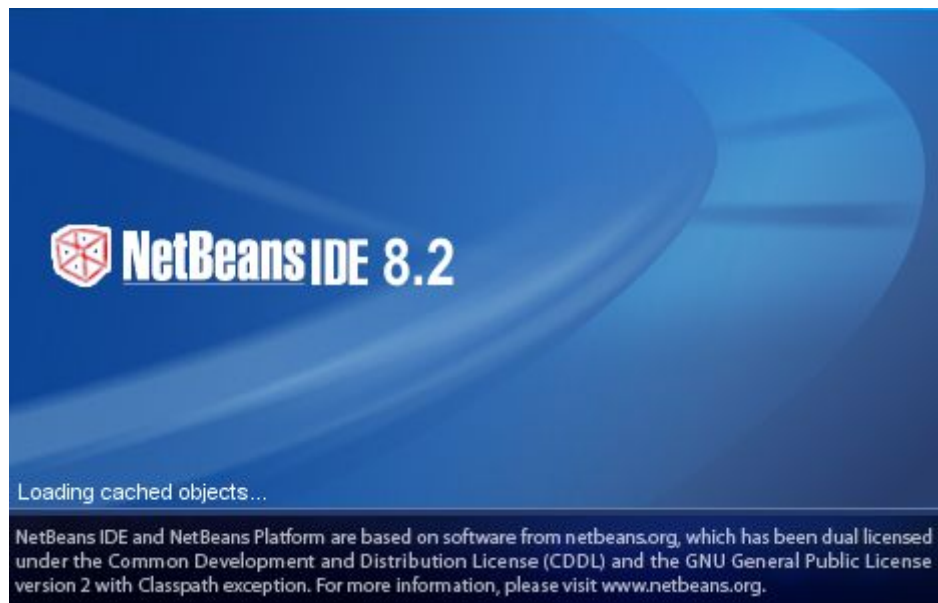 NetBeans IDE 8.2
Loading cached objects...
NetBeans IDE and NetBeans Platform are based on software from netbeans.org, which has been dual licensed
under the Common Development and Distribution License (CDDL) and the GNU General Public License
version 2 with Classpath exception. For more information, please visit www.netbeans.org.